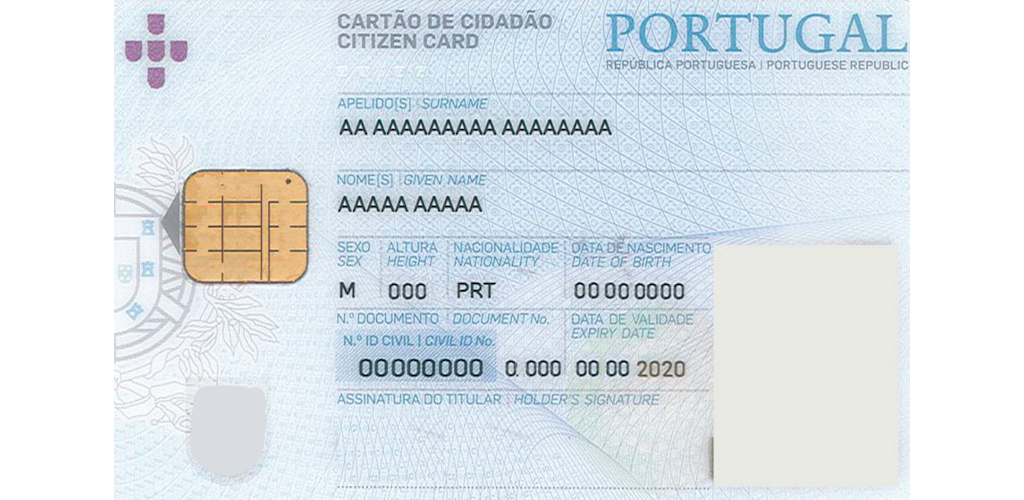 CARTÃO DE CIDADÃO
CITIZEN CARD
PORTUGAL
REPÚBLICA PORTUGUESA | PORTUGUESE REPUBLIC
APELIDO[S] | SURNAME
AA AAAAAAAAA AAAAAAAA
NOME[S] | GIVEN NAME
AAAAA AAAAA
SEXO ALTURA NACIONALIDADE DATA DE NASCIMENTO
SEX HEIGHT NATIONALITY DATE OF BIRTH
M 000 PRT 00 00 0000
N.º DOCUMENTO | DOCUMENT No. DATA DE VALIDADE
EXPIRY DATE
N.º ID CIVIL | CIVIL ID No.
00000000 0. 000 00 00 2020
ASSINATURA DO TITULAR | HOLDER'S SIGNATURE